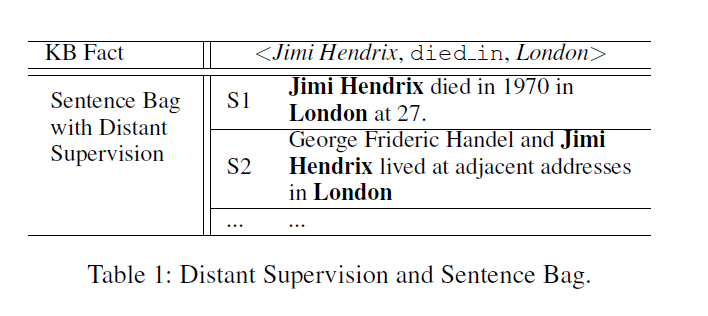 KB Fact <Jimi Hendrix, died_in, London>
Sentence Bag with Distant Supervision
S1 Jimi Hendrix died in 1970 in
London at 27.
S2 George Frideric Handel and Jimi
Hendrix lived at adjacent addresses
in London
... ...
Table 1: Distant Supervision and Sentence Bag.